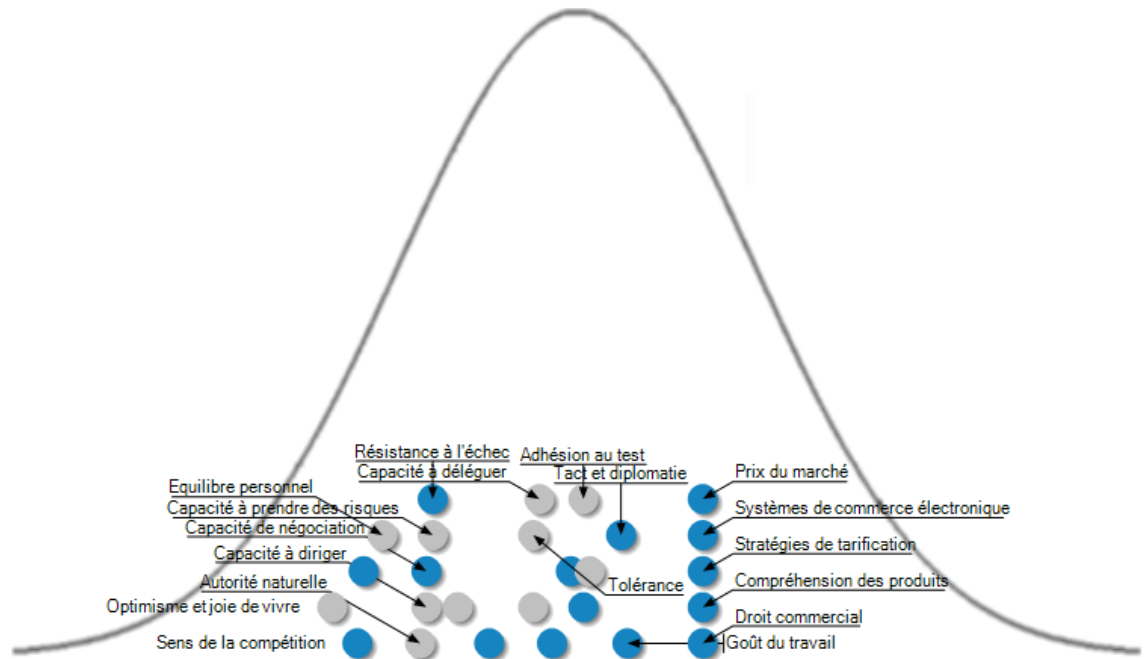 Résistance à l'échec
Adhésion au test
Capacité à déléguer
Tact et diplomatie
Prix du marché
Equilibre personnel
Capacité à prendre des risques
Systèmes de commerce électronique
Capacité de négociation
Stratégies de tarification
Capacité à diriger
Autorité naturelle
Tolérance
Compréhension des produits
Optimisme et joie de vivre
Droit commercial
Sens de la compétition
Goût du travail